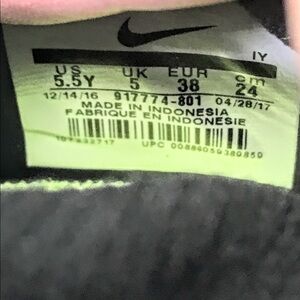 IY
US UK EUR cm
5.5Y 5 38 24
12/14/16 917774-801 04/28/17
MADE IN INDONESIA
FABRIQUE EN INDONESIE
UPC